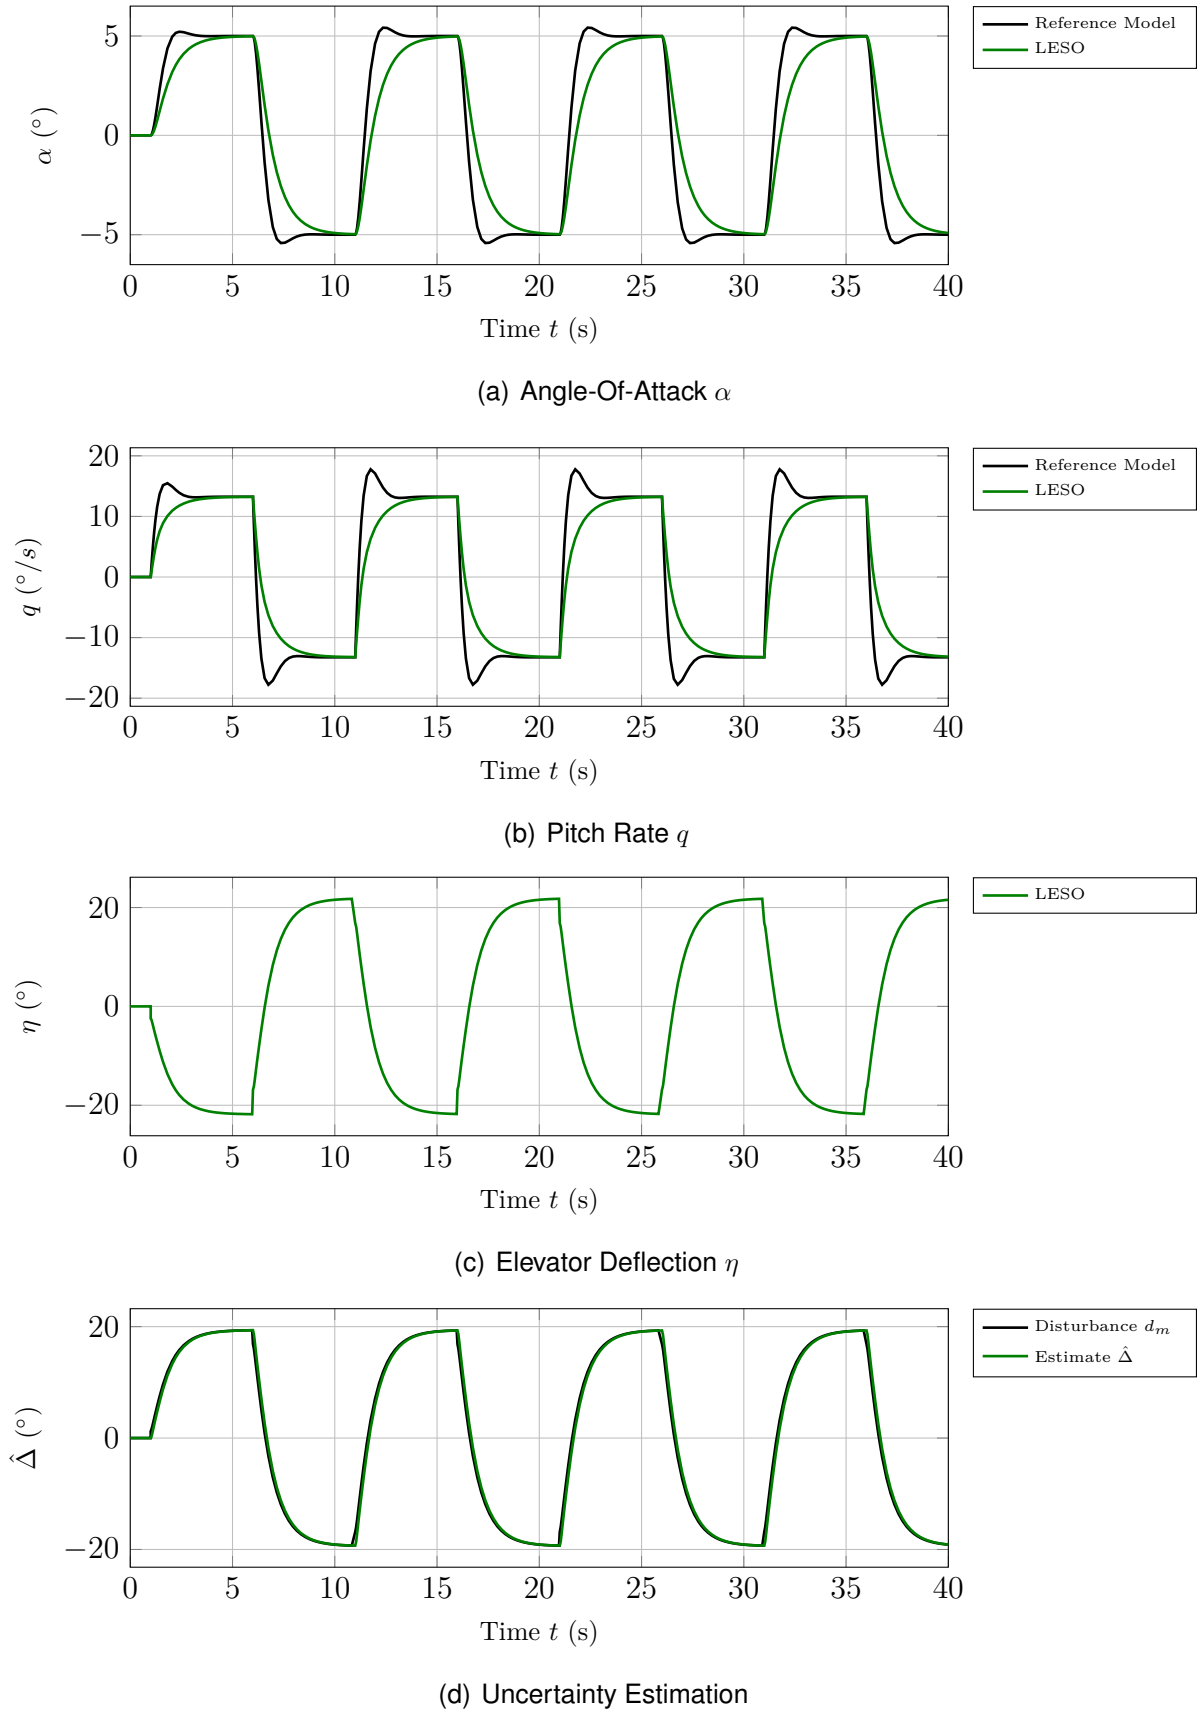 5
0
−5
α (°)
0 5 10 15 20 25 30 35 40
Time t (s)
Reference Model
LESO
(a) Angle-Of-Attack α
20
10
0
−10
−20
q (°/s)
0 5 10 15 20 25 30 35 40
Time t (s)
Reference Model
LESO
(b) Pitch Rate q
20
0
−20
η (°)
0 5 10 15 20 25 30 35 40
Time t (s)
LESO
(c) Elevator Deflection η
20
0
−20
Δ̂ (°)
0 5 10 15 20 25 30 35 40
Time t (s)
Disturbance d_m
Estimate Δ̂
(d) Uncertainty Estimation